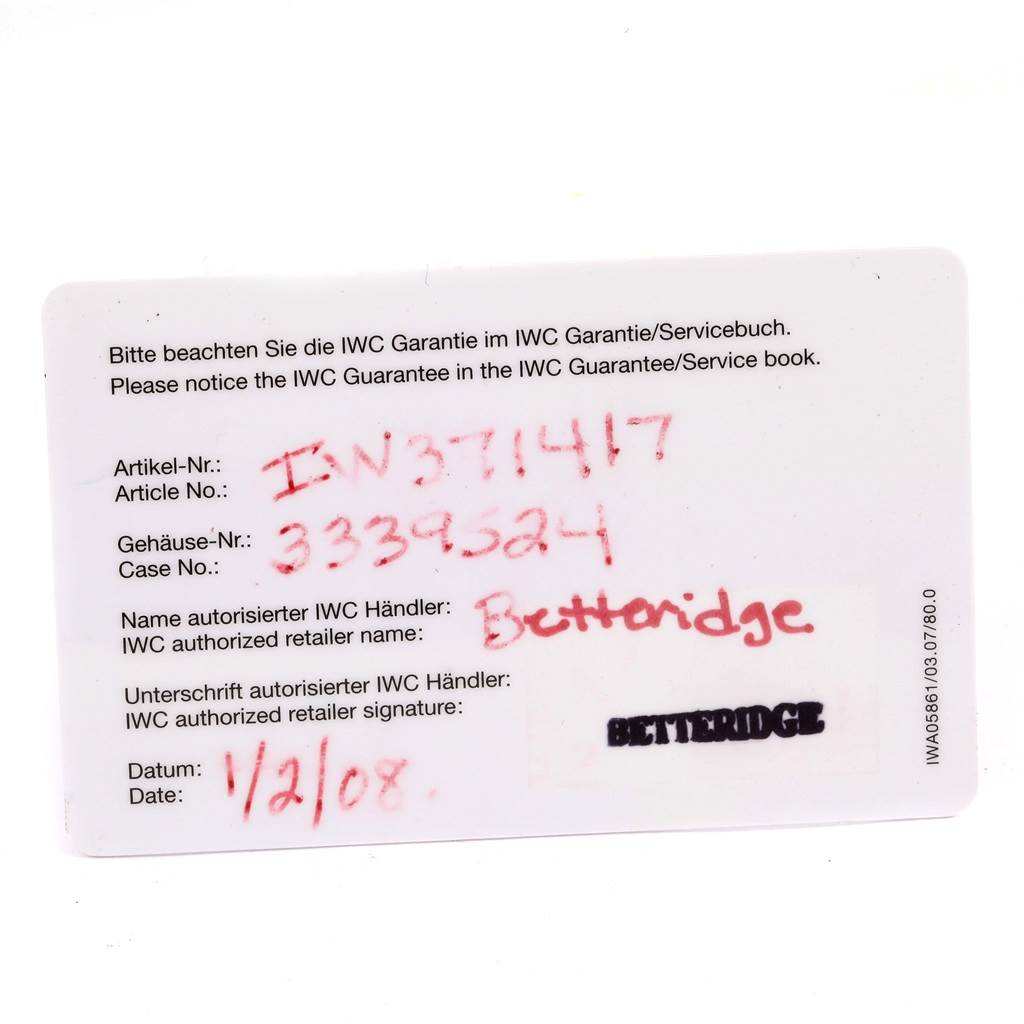 Bitte beachten Sie die IWC Garantie im IWC Garantie/Servicebuch.
Please notice the IWC Guarantee in the IWC Guarantee/Service book.
Artikel-Nr.: IW371417
Article No.:
Gehäuse-Nr.: 3339524
Case No.:
Name autorisierter IWC Händler: Betteridge
IWC authorized retailer name:
Unterschrift autorisierter IWC Händler:
IWC authorized retailer signature: BETTERIDGE
Datum: 1/2/08.
Date:
IWA05861/03.07/80.0